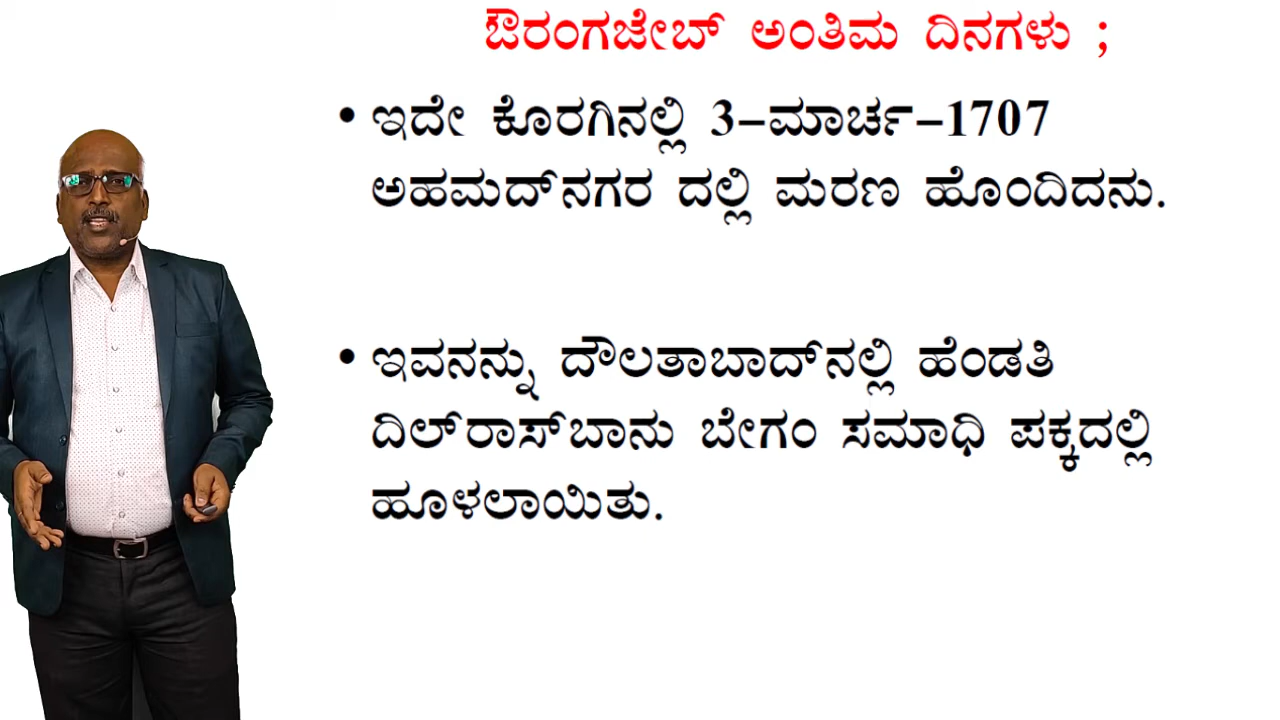 ಔರಂಗಜೇಬ್ ಅಂತಿಮ ದಿನಗಳು ;
• ಇದೇ ಕೊರಗಿನಲ್ಲಿ 3-ಮಾರ್ಚ-1707
ಅಹಮದ್‌ನಗರ ದಲ್ಲಿ ಮರಣ ಹೊಂದಿದನು.
• ಇವನನ್ನು ದೌಲತಾಬಾದ್‌ನಲ್ಲಿ ಹೆಂಡತಿ
ದಿಲ್‌ರಾಸ್‌ಬಾನು ಬೇಗಂ ಸಮಾಧಿ ಪಕ್ಕದಲ್ಲಿ
ಹೂಳಲಾಯಿತು.